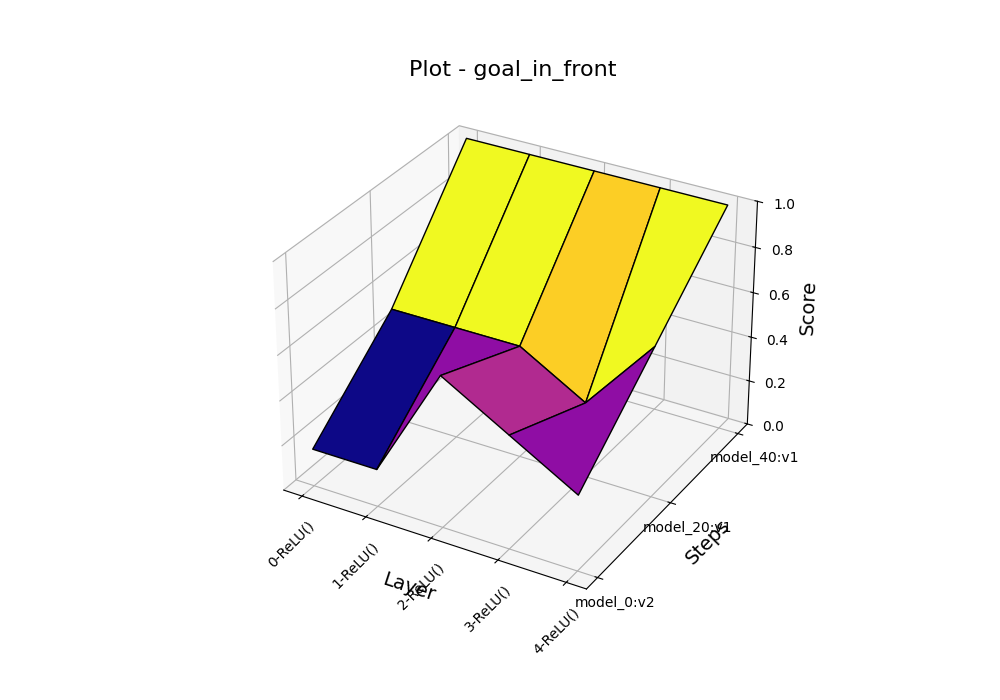 Plot - goal_in_front
1.0
0.8
0.6
0.4
0.2
0.0
Score
model_40:v1
model_20:v1
model_0:v2
Steps
0-ReLU()
1-ReLU()
2-ReLU()
3-ReLU()
4-ReLU()
Layer